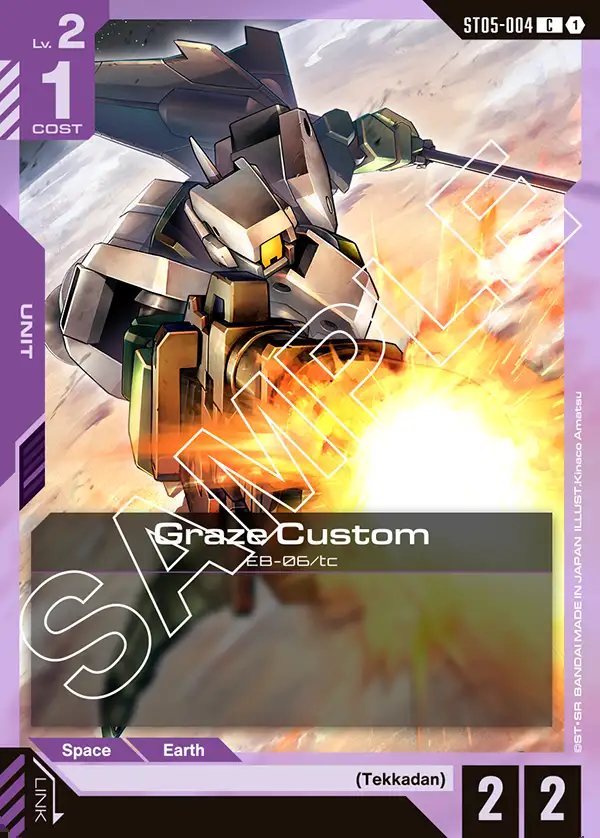 ST05-004 C 1
Lv. 2
1
COST
UNIT
SAMPLE
Graze Custom
EB-06/tc
©ST・SR BANDAI MADE IN JAPAN ILLUST:Kinaco Amatsu
Space Earth
LINK
(Tekkadan)
2 2